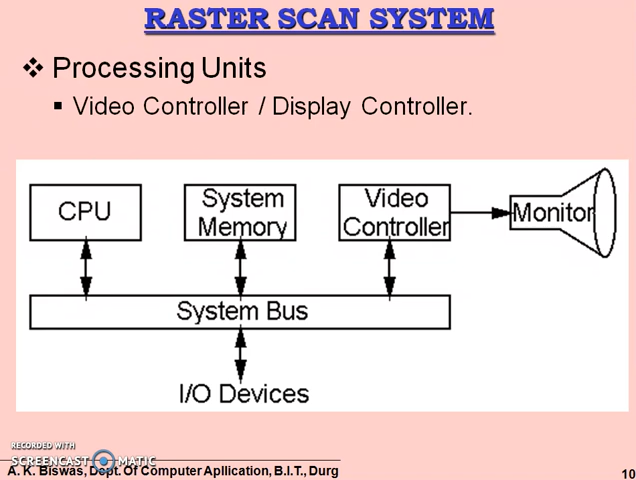 RASTER SCAN SYSTEM
❖ Processing Units
▪ Video Controller / Display Controller.
CPU
System
Memory
Video
Controller
Monitor
System Bus
I/O Devices
RECORDED WITH
SCREENCAST MATIC
A. K. Biswas, Dept. Of Computer Apllication, B.I.T., Durg
10